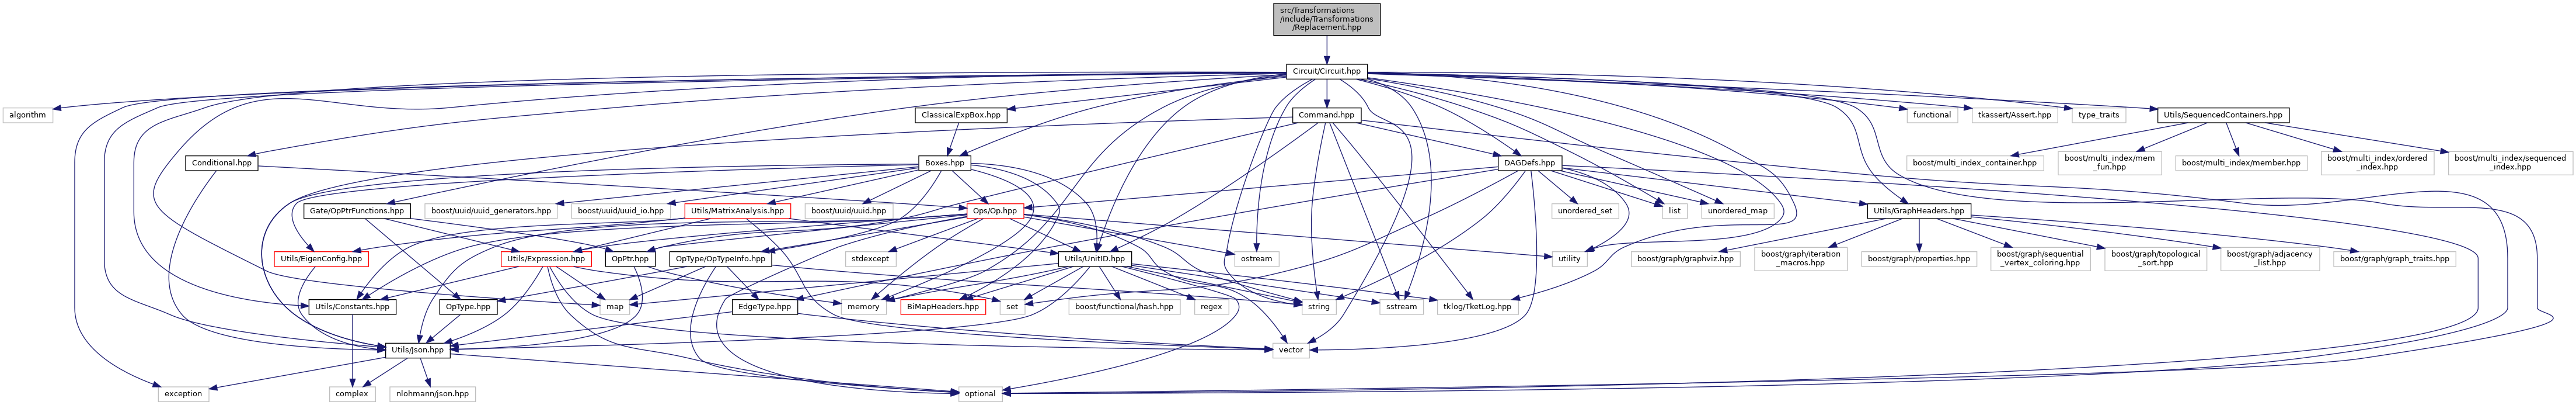 src/Transformations
/include/Transformations
/Replacement.hpp
Circuit/Circuit.hpp
algorithm
ClassicalExpBox.hpp
Command.hpp
functional
tkassert/Assert.hpp
type_traits
Utils/SequencedContainers.hpp
Conditional.hpp
Boxes.hpp
DAGDefs.hpp
boost/multi_index_container.hpp
boost/multi_index/mem
_fun.hpp
boost/multi_index/member.hpp
boost/multi_index/ordered
_index.hpp
boost/multi_index/sequenced
_index.hpp
Gate/OpPtrFunctions.hpp
boost/uuid/uuid_generators.hpp
boost/uuid/uuid_io.hpp
Utils/MatrixAnalysis.hpp
boost/uuid/uuid.hpp
Ops/Op.hpp
unordered_set
list
unordered_map
Utils/GraphHeaders.hpp
Utils/EigenConfig.hpp
Utils/Expression.hpp
OpPtr.hpp
OpType/OpTypeInfo.hpp
stdexcept
Utils/UnitID.hpp
ostream
utility
boost/graph/graphviz.hpp
boost/graph/iteration
_macros.hpp
boost/graph/properties.hpp
boost/graph/sequential
_vertex_coloring.hpp
boost/graph/topological
_sort.hpp
boost/graph/adjacency
_list.hpp
boost/graph/graph_traits.hpp
Utils/Constants.hpp
OpType.hpp
map
EdgeType.hpp
memory
BiMapHeaders.hpp
set
boost/functional/hash.hpp
regex
string
sstream
tklog/TketLog.hpp
Utils/Json.hpp
vector
exception
complex
nlohmann/json.hpp
optional